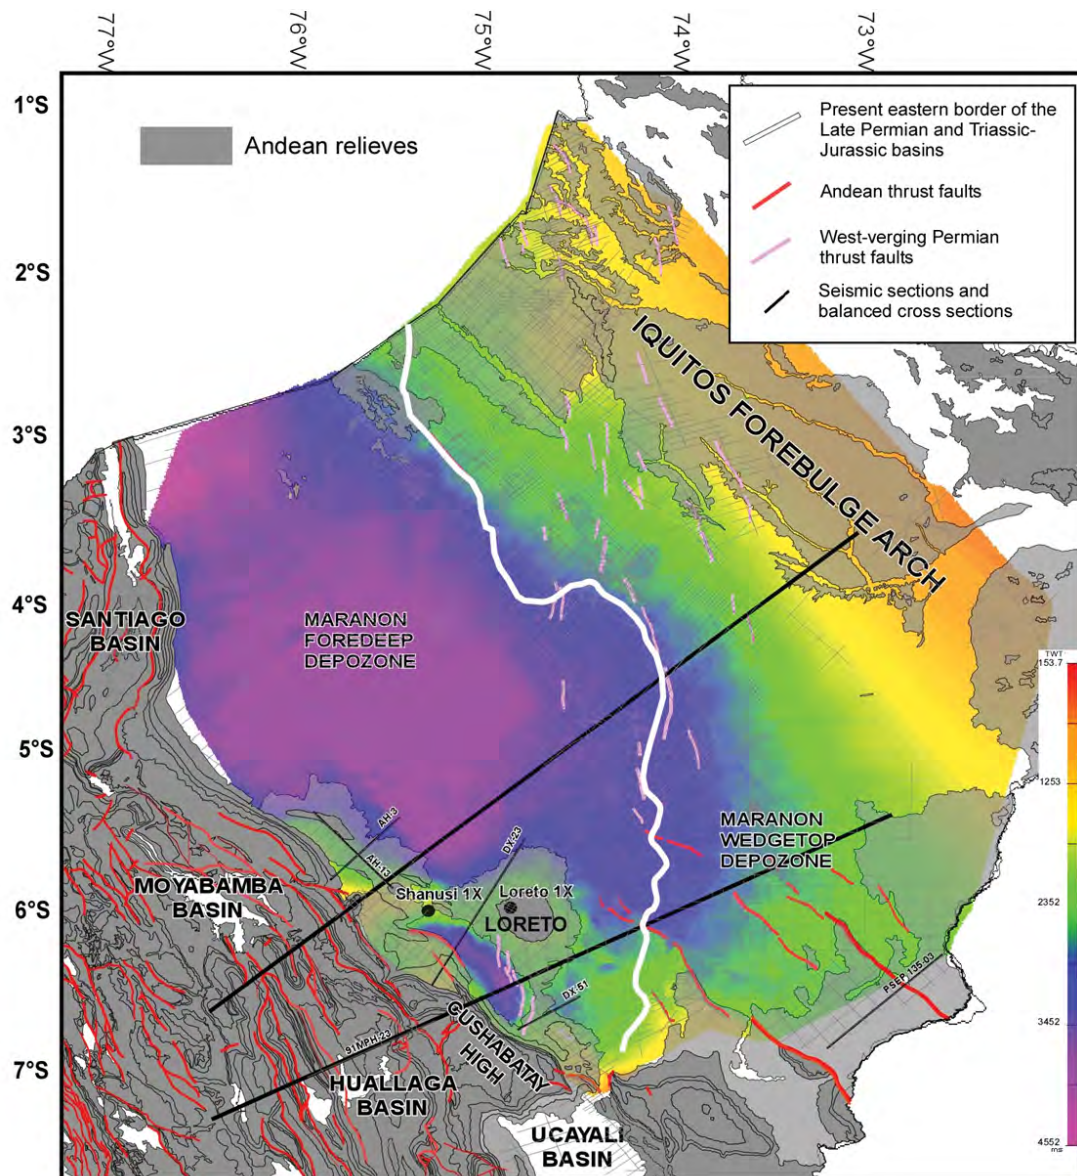 77°W
76°W
75°W
74°W
73°W
1°S
2°S
3°S
4°S
5°S
6°S
7°S
Andean relieves
Present eastern border of the
Late Permian and Triassic-
Jurassic basins
Andean thrust faults
West-verging Permian
thrust faults
Seismic sections and
balanced cross sections
IQUITOS FOREBULGE ARCH
SANTIAGO
BASIN
MARANON
FOREDEEP
DEPOZONE
MARANON
WEDGETOP
DEPOZONE
AH-3
AH-13
DX-23
Shanusi 1X
Loreto 1X
LORETO
MOYABAMBA
BASIN
DX-51
PSEP 135-03
CUSHABATAY
HIGH
91MPH-23
HUALLAGA
BASIN
UCAYALI
BASIN
TWT
153.7
1253
2352
3452
4552
ms